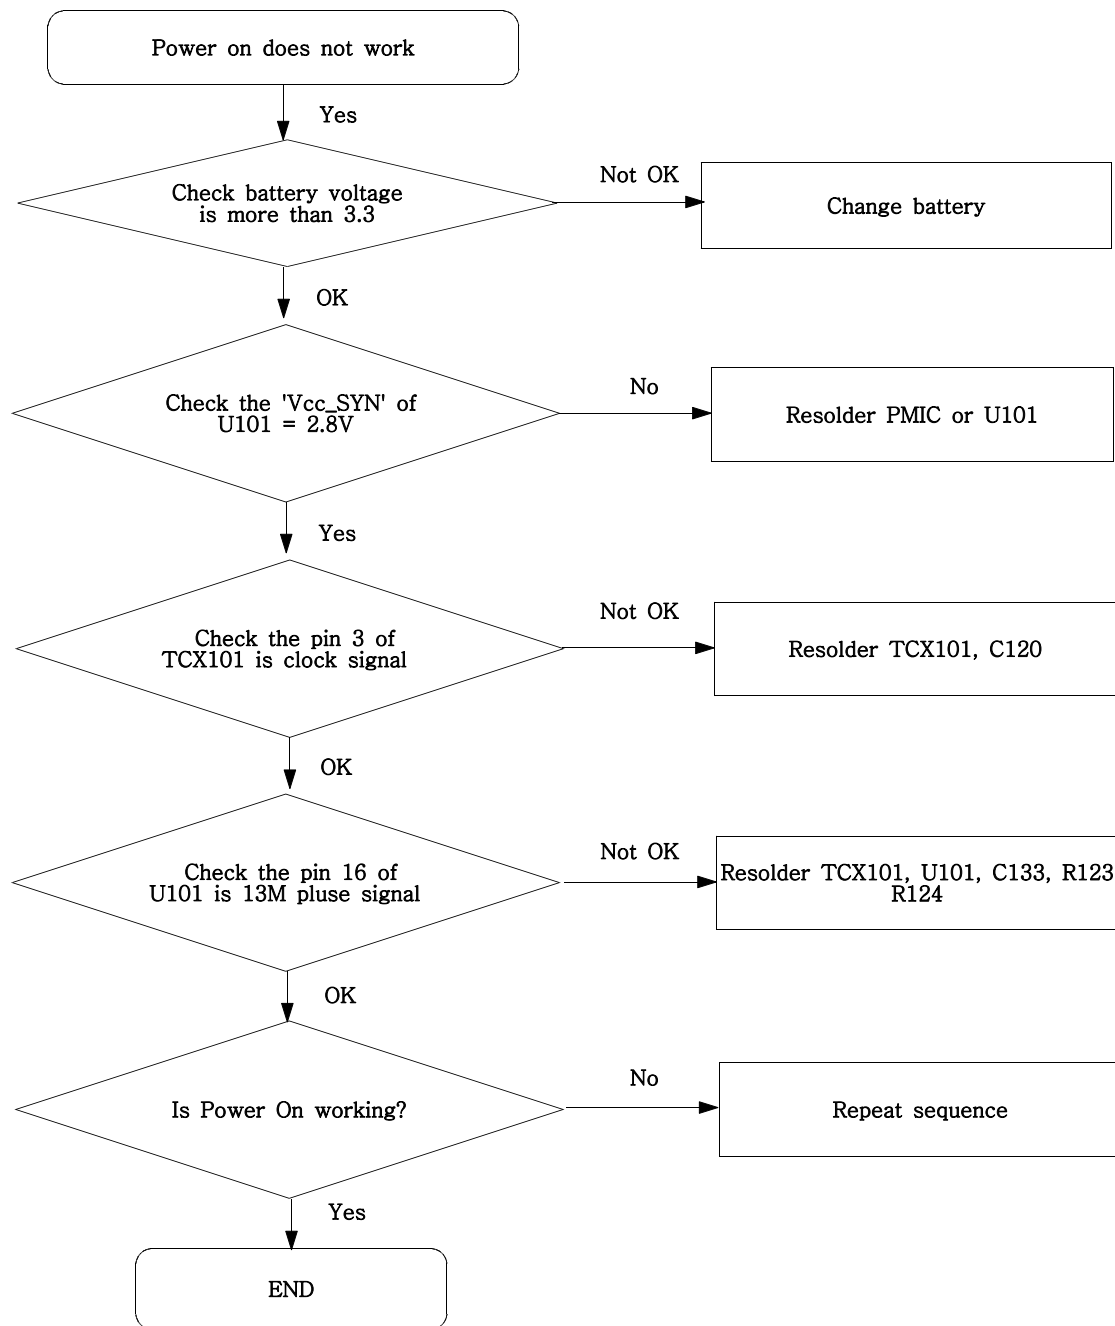 Power on does not work
Yes
Check battery voltage
is more than 3.3
Not OK
Change battery
OK
Check the 'Vcc_SYN' of
U101 = 2.8V
No
Resolder PMIC or U101
Yes
Check the pin 3 of
TCX101 is clock signal
Not OK
Resolder TCX101, C120
OK
Check the pin 16 of
U101 is 13M pluse signal
Not OK
Resolder TCX101, U101, C133, R123
R124
OK
Is Power On working?
No
Repeat sequence
Yes
END